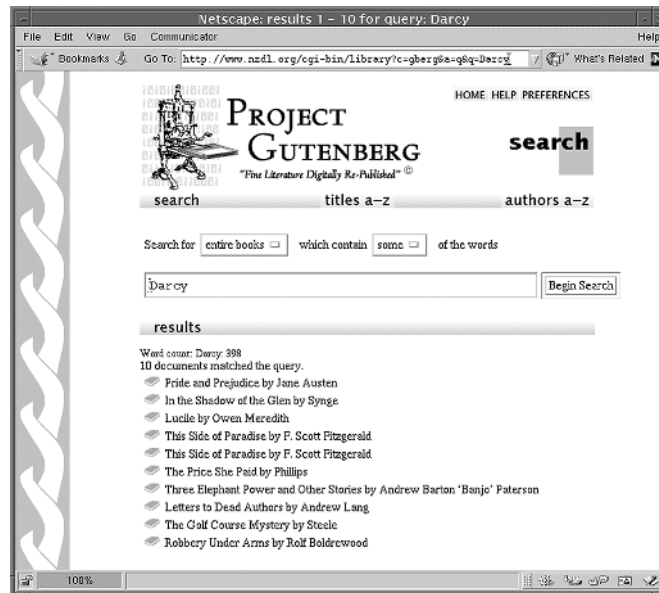 Netscape: results 1 – 10 for query: Darcy
File Edit View Go Communicator Help
Bookmarks Go To: http://www.nzdl.org/cgi-bin/library?c=gberg&a=q&q=Darcy What's Related
HOME HELP PREFERENCES
PROJECT
GUTENBERG
"Fine Literature Digitally Re-Published" ©
search
search titles a–z authors a–z
Search for entire books which contain some of the words
Darcy Begin Search
results
Word count: Darcy: 398
10 documents matched the query.
Pride and Prejudice by Jane Austen
In the Shadow of the Glen by Synge
Lucile by Owen Meredith
This Side of Paradise by F. Scott Fitzgerald
This Side of Paradise by F. Scott Fitzgerald
The Price She Paid by Phillips
Three Elephant Power and Other Stories by Andrew Barton 'Banjo' Paterson
Letters to Dead Authors by Andrew Lang
The Golf Course Mystery by Steele
Robbery Under Arms by Rolf Boldrewood
100%